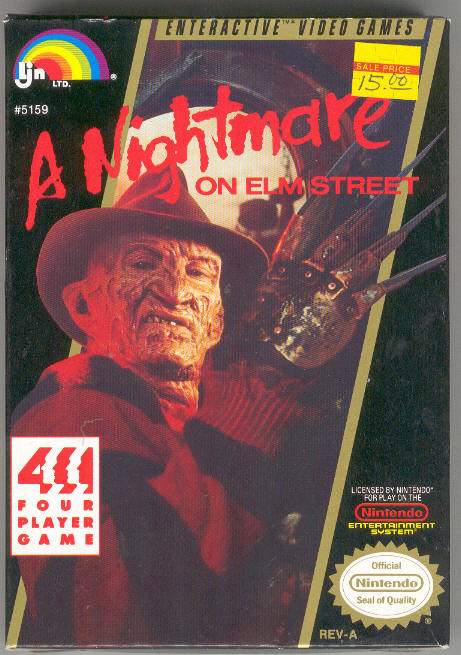 ENTERACTIVE™ VIDEO GAMES
SALE PRICE
15.00
ljn
LTD.
®
#5159
A Nightmare
ON ELM STREET
4
FOUR
PLAYER
GAME
LICENSED BY NINTENDO®
FOR PLAY ON THE
Nintendo
ENTERTAINMENT
SYSTEM™
Official
Nintendo
Seal of Quality
®
REV-A